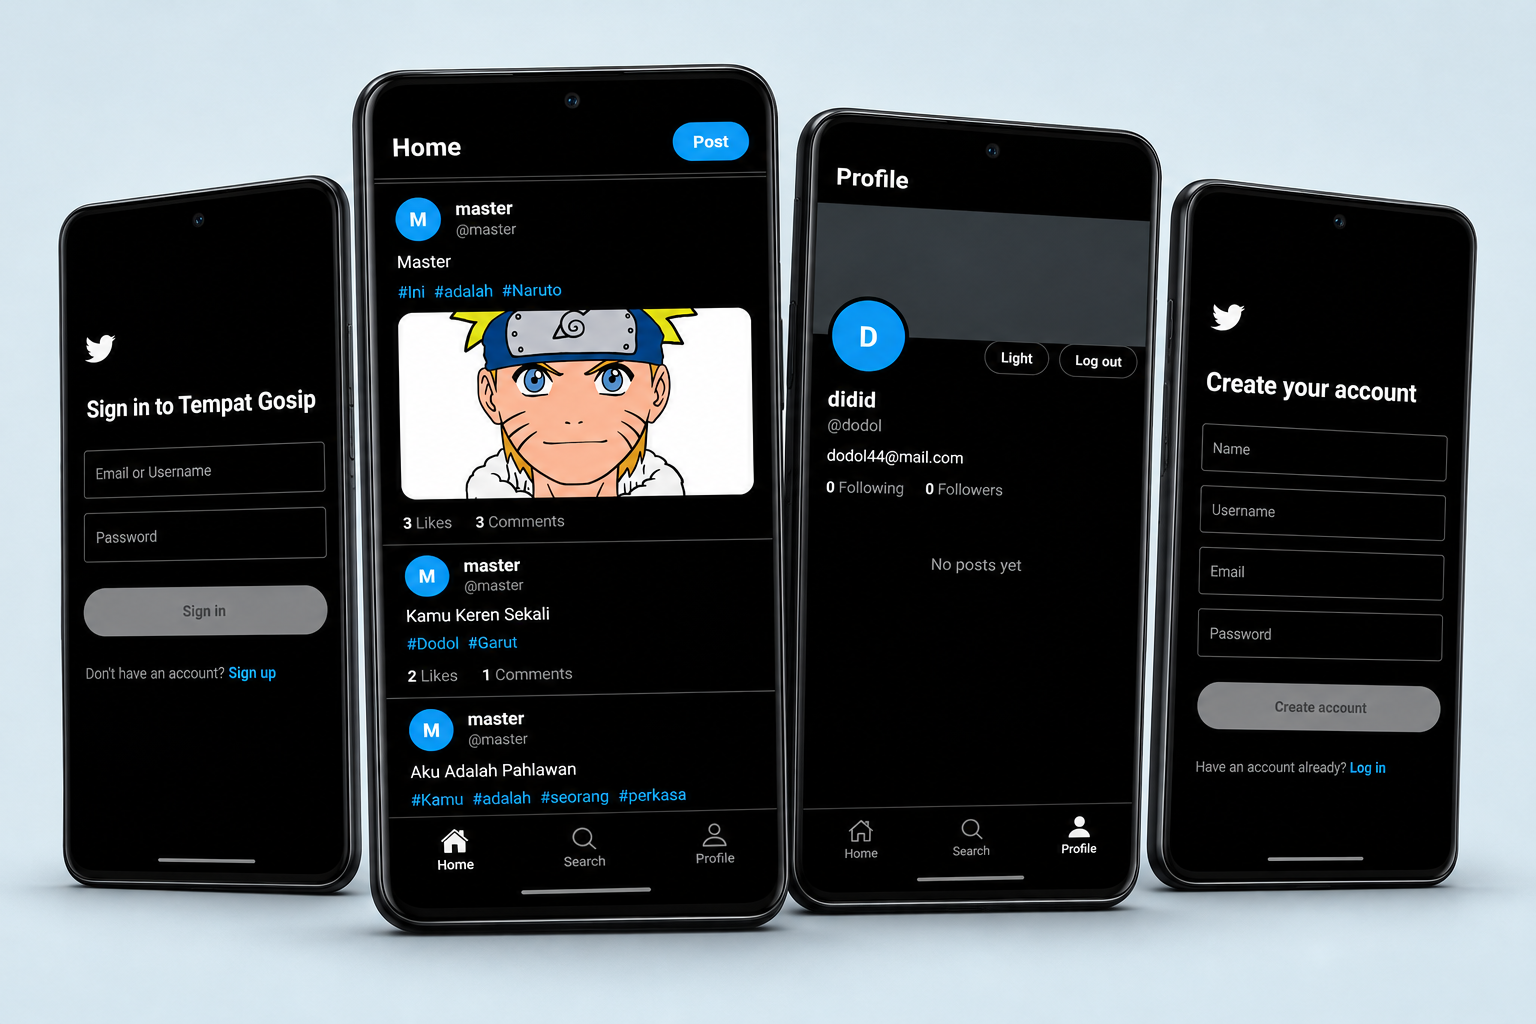 Sign in to Tempat Gosip
Email or Username
Password
Sign in
Don't have an account? Sign up
Home
Post
M
master
@master
Master
#Ini #adalah #Naruto
3 Likes 3 Comments
M
master
@master
Kamu Keren Sekali
#Dodol #Garut
2 Likes 1 Comments
M
master
@master
Aku Adalah Pahlawan
#Kamu #adalah #seorang #perkasa
Home Search Profile
Profile
D
Light Log out
didid
@dodol
dodol44@mail.com
0 Following 0 Followers
No posts yet
Home Search Profile
Create your account
Name
Username
Email
Password
Create account
Have an account already? Log in